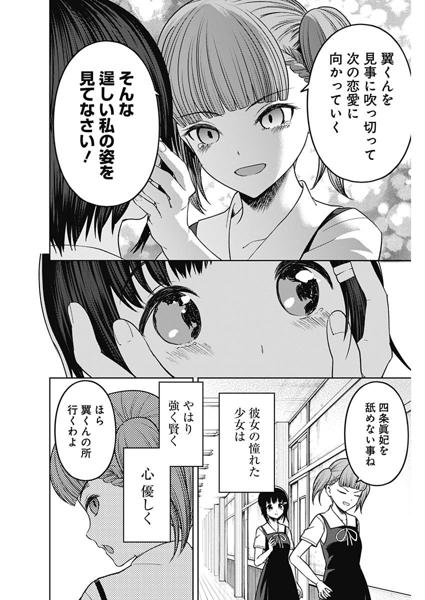 翼くんを
見事に吹っ切って
次の恋愛に
向かっていく
そんな
逞しい私の姿を
見てなさい!
四条眞妃を
舐めない事ね
彼女の憧れた
少女は
やはり
強く賢く
心優しく
ほら
翼くんの所
行くわよ